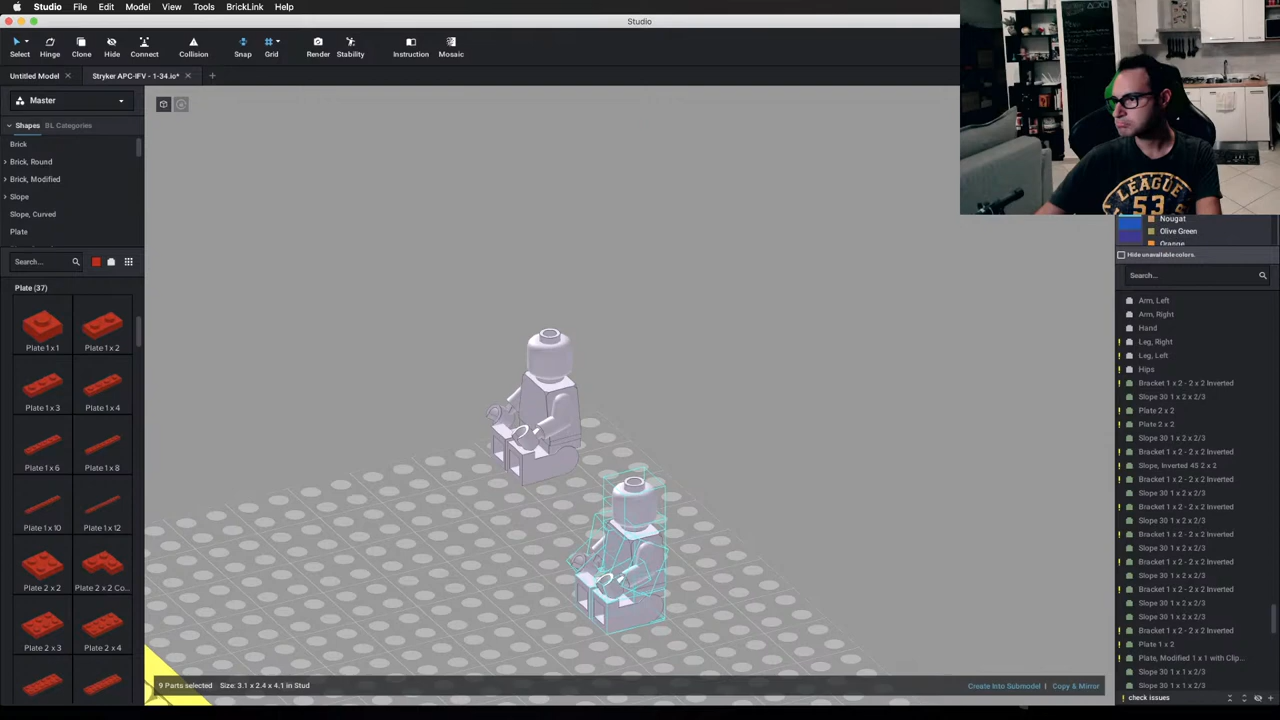 Studio File Edit Model View Tools BrickLink Help
Studio
Select Hinge Clone Hide Connect Collision Snap Grid Render Stability Instruction Mosaic
Untitled Model Stryker APC-IFV - 1-34.io*
Master
Shapes BL Categories
Brick
Brick, Round
Brick, Modified
Slope
Slope, Curved
Plate
Search...
Plate (37)
Plate 1 x 1 Plate 1 x 2
Plate 1 x 3 Plate 1 x 4
Plate 1 x 6 Plate 1 x 8
Plate 1 x 10 Plate 1 x 12
Plate 2 x 2 Plate 2 x 2 Co...
Plate 2 x 3 Plate 2 x 4
9 Parts selected Size: 3.1 x 2.4 x 4.1 in Stud
Create Into Submodel | Copy & Mirror
LEAGUE
53
Nougat
Olive Green
Orange
Hide unavailable colors.
Search...
Arm, Left
Arm, Right
Hand
Leg, Right
Leg, Left
Hips
Bracket 1 x 2 - 2 x 2 Inverted
Slope 30 1 x 2 x 2/3
Plate 2 x 2
Plate 2 x 2
Slope 30 1 x 2 x 2/3
Bracket 1 x 2 - 2 x 2 Inverted
Slope, Inverted 45 2 x 2
Bracket 1 x 2 - 2 x 2 Inverted
Slope 30 1 x 2 x 2/3
Bracket 1 x 2 - 2 x 2 Inverted
Slope 30 1 x 2 x 2/3
Bracket 1 x 2 - 2 x 2 Inverted
Slope 30 1 x 2 x 2/3
Bracket 1 x 2 - 2 x 2 Inverted
Slope 30 1 x 2 x 2/3
Bracket 1 x 2 - 2 x 2 Inverted
Slope 30 1 x 2 x 2/3
Slope 30 1 x 2 x 2/3
Bracket 1 x 2 - 2 x 2 Inverted
Plate 1 x 2
Plate, Modified 1 x 1 with Clip...
Slope 30 1 x 1 x 2/3
Slope 30 1 x 1 x 2/3
! check issues